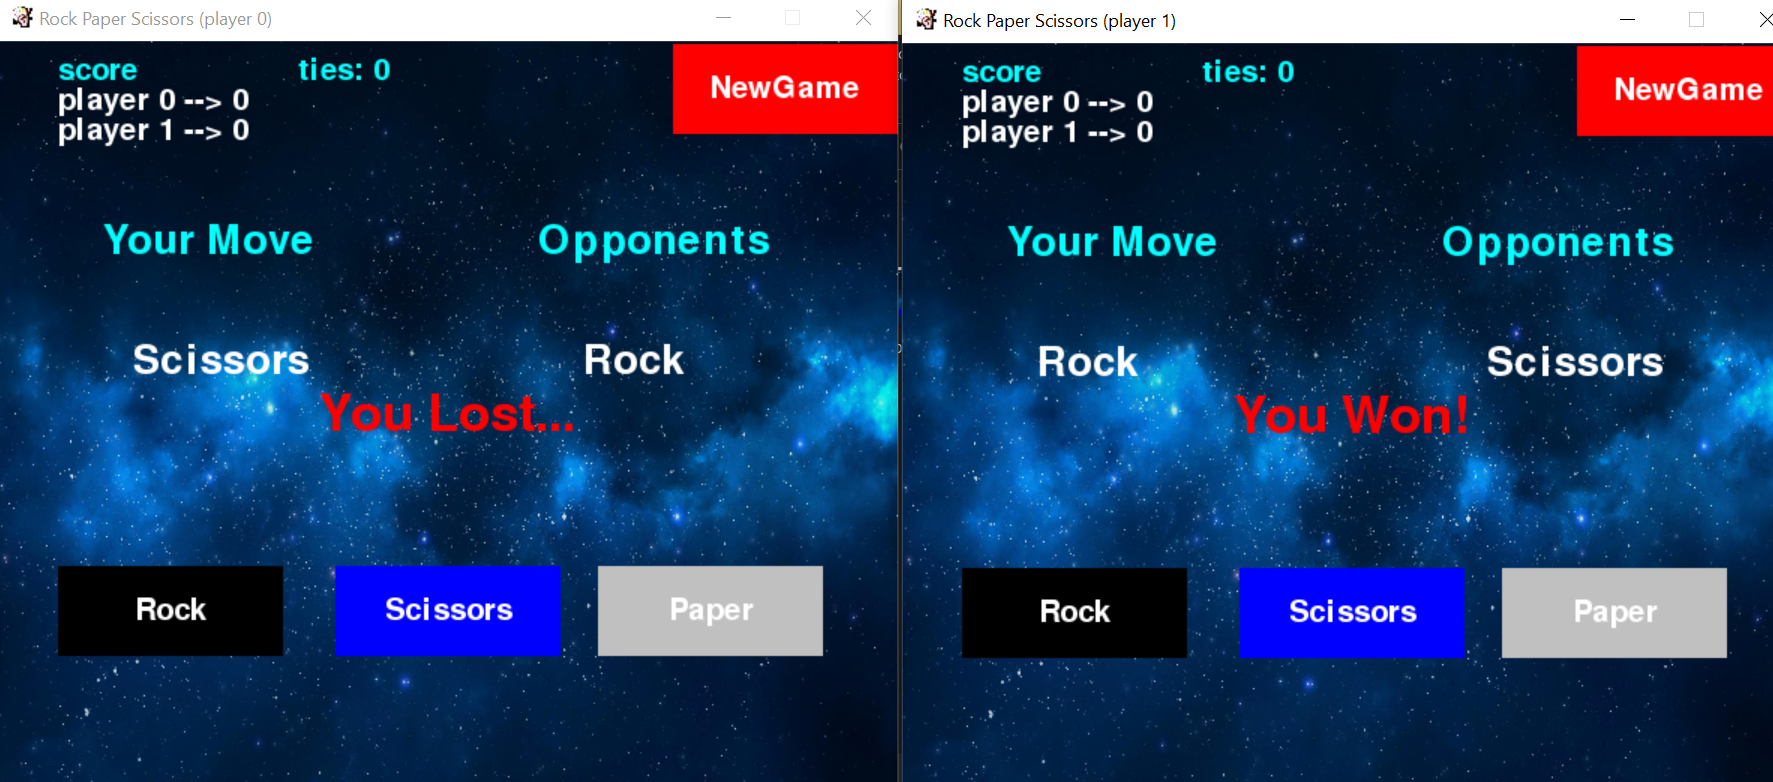 Rock Paper Scissors (player 0)
score
ties: 0
NewGame
player 0 --> 0
player 1 --> 0
Your Move
Opponents
Scissors
Rock
You Lost...
Rock
Scissors
Paper
Rock Paper Scissors (player 1)
score
ties: 0
NewGame
player 0 --> 0
player 1 --> 0
Your Move
Opponents
Rock
Scissors
You Won!
Rock
Scissors
Paper